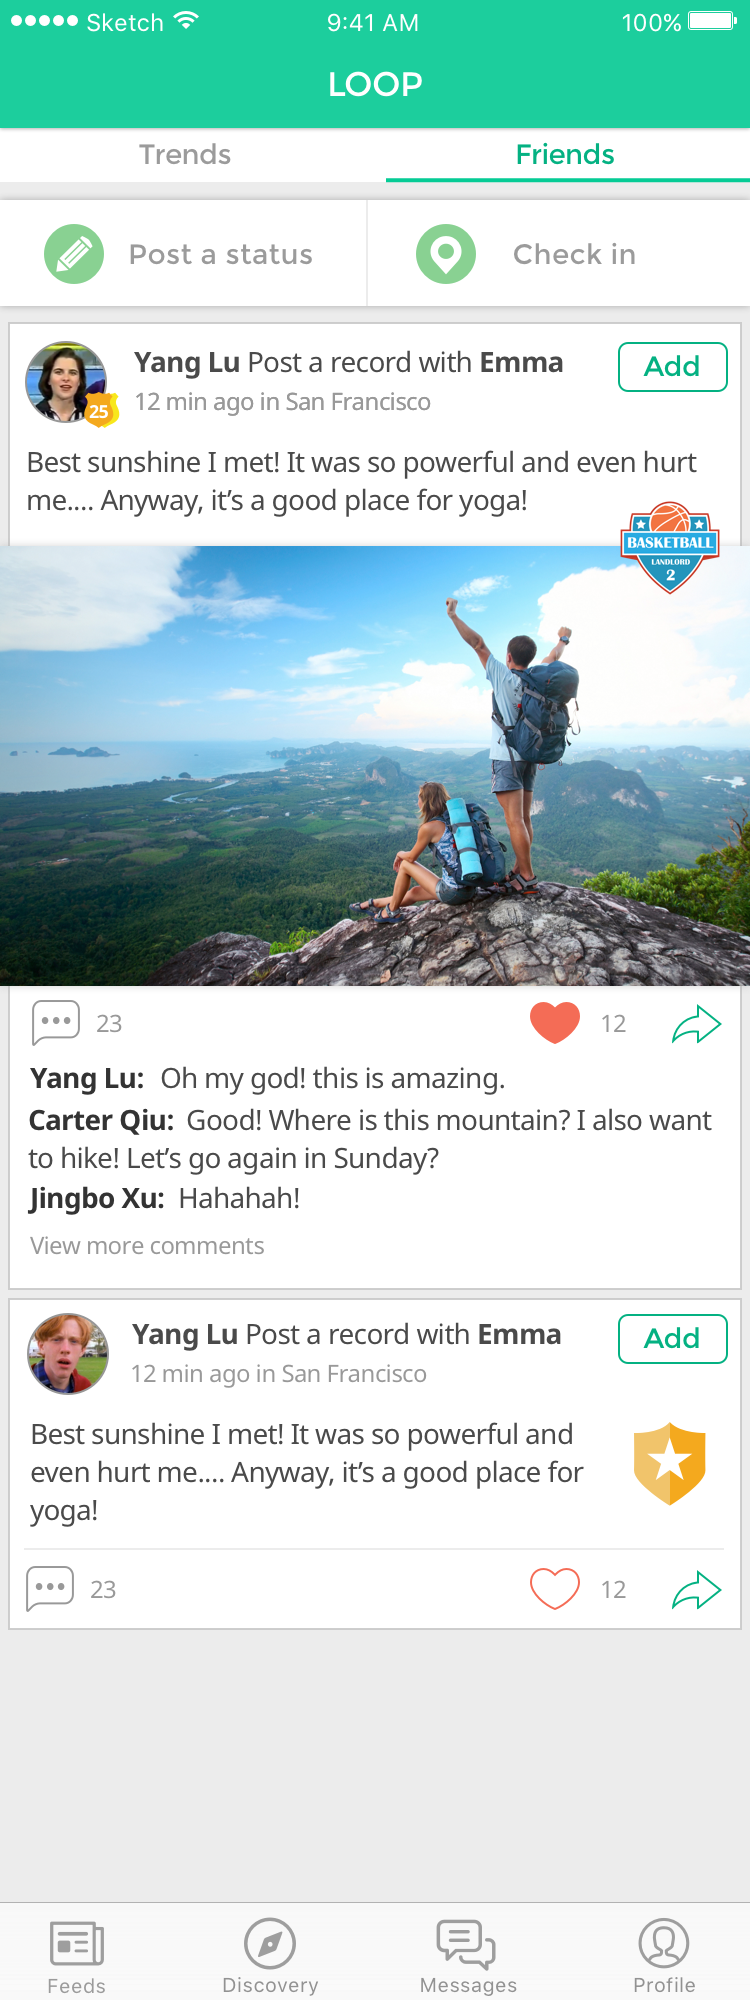 Sketch 9:41 AM 100%
LOOP
Trends Friends
Post a status Check in
Yang Lu Post a record with Emma Add
12 min ago in San Francisco
25
Best sunshine I met! It was so powerful and even hurt
me.... Anyway, it's a good place for yoga!
BASKETBALL
LANDLORD
2
23 12
Yang Lu: Oh my god! this is amazing.
Carter Qiu: Good! Where is this mountain? I also want
to hike! Let's go again in Sunday?
Jingbo Xu: Hahahah!
View more comments
Yang Lu Post a record with Emma Add
12 min ago in San Francisco
Best sunshine I met! It was so powerful and
even hurt me.... Anyway, it's a good place for
yoga!
23 12
Feeds Discovery Messages Profile